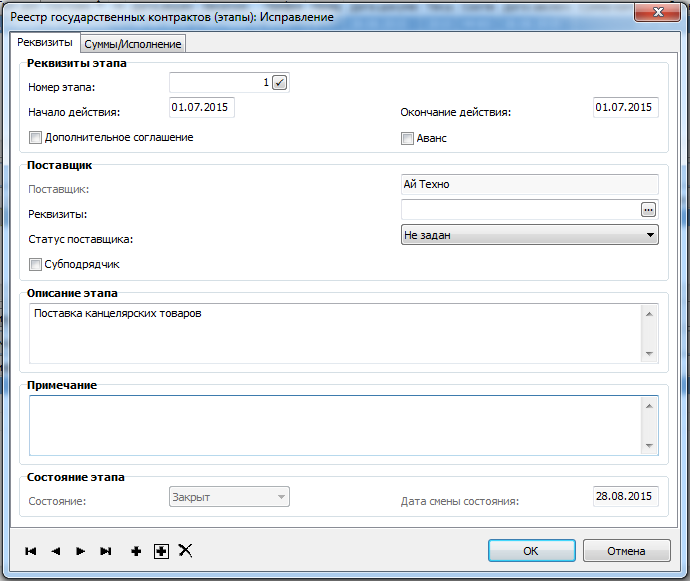 Реестр государственных контрактов (этапы): Исправление
Реквизиты Суммы/Исполнение
Реквизиты этапа
Номер этапа: 1
Начало действия: 01.07.2015 Окончание действия: 01.07.2015
Дополнительное соглашение Аванс
Поставщик
Поставщик: Ай Техно
Реквизиты: ...
Статус поставщика: Не задан
Субподрядчик
Описание этапа
Поставка канцелярских товаров
Примечание
Состояние этапа
Состояние: Закрыт Дата смены состояния: 28.08.2015
ОК Отмена